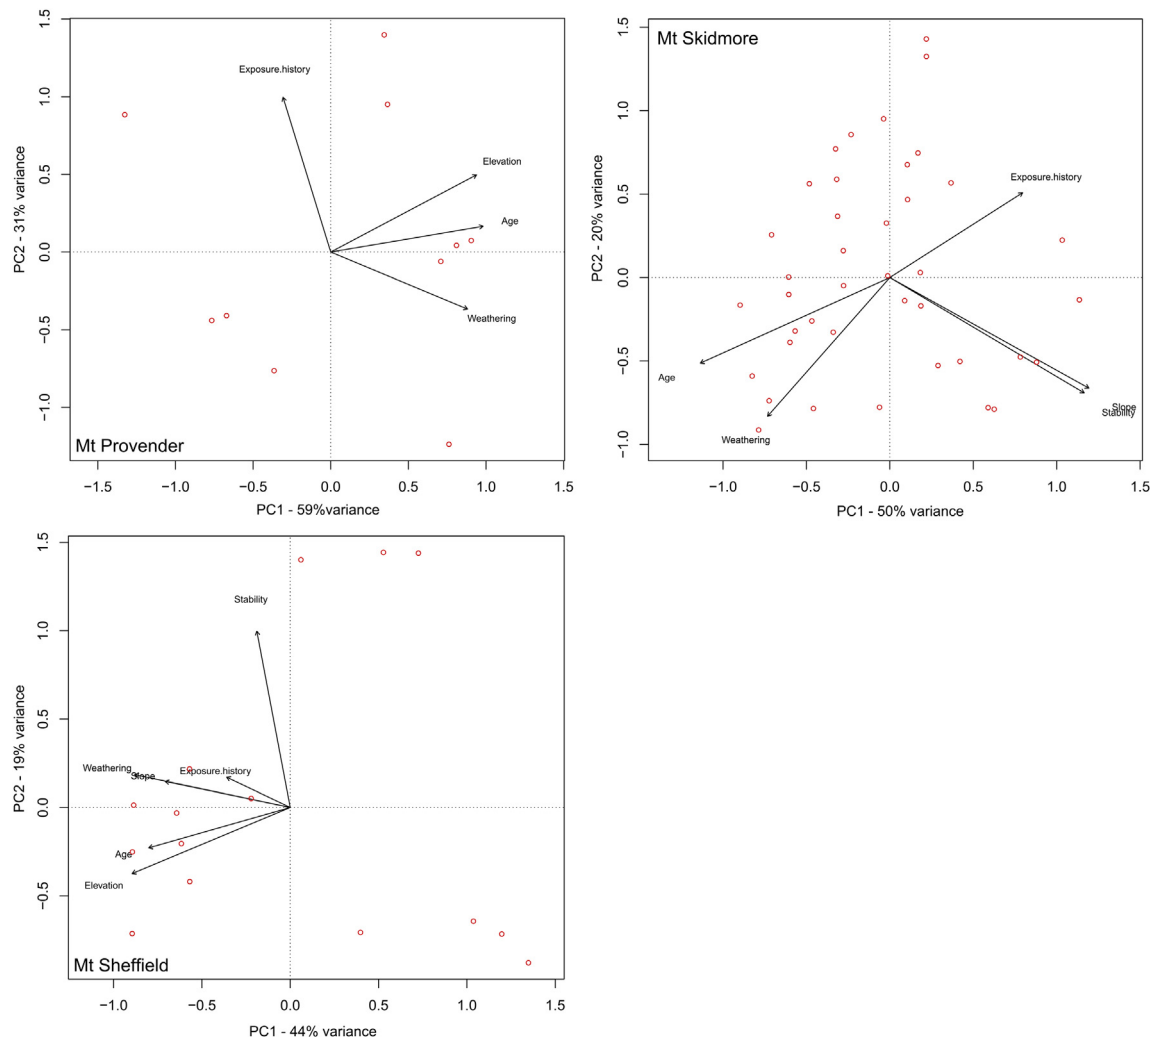 1.5
1.0
0.5
0.0
−0.5
−1.0
PC2 - 31% variance
Exposure.history
Elevation
Age
Weathering
Mt Provender
−1.5 −1.0 −0.5 0.0 0.5 1.0 1.5
PC1 - 59%variance
Mt Skidmore
1.5
1.0
0.5
0.0
−0.5
−1.0
PC2 - 20% variance
Exposure.history
Age
Slope
Stability
Weathering
−1.0 −0.5 0.0 0.5 1.0 1.5
PC1 - 50% variance
1.5
1.0
0.5
0.0
−0.5
PC2 - 19% variance
Stability
Weathering
Slope
Exposure.history
Age
Elevation
Mt Sheffield
−1.0 −0.5 0.0 0.5 1.0 1.5
PC1 - 44% variance